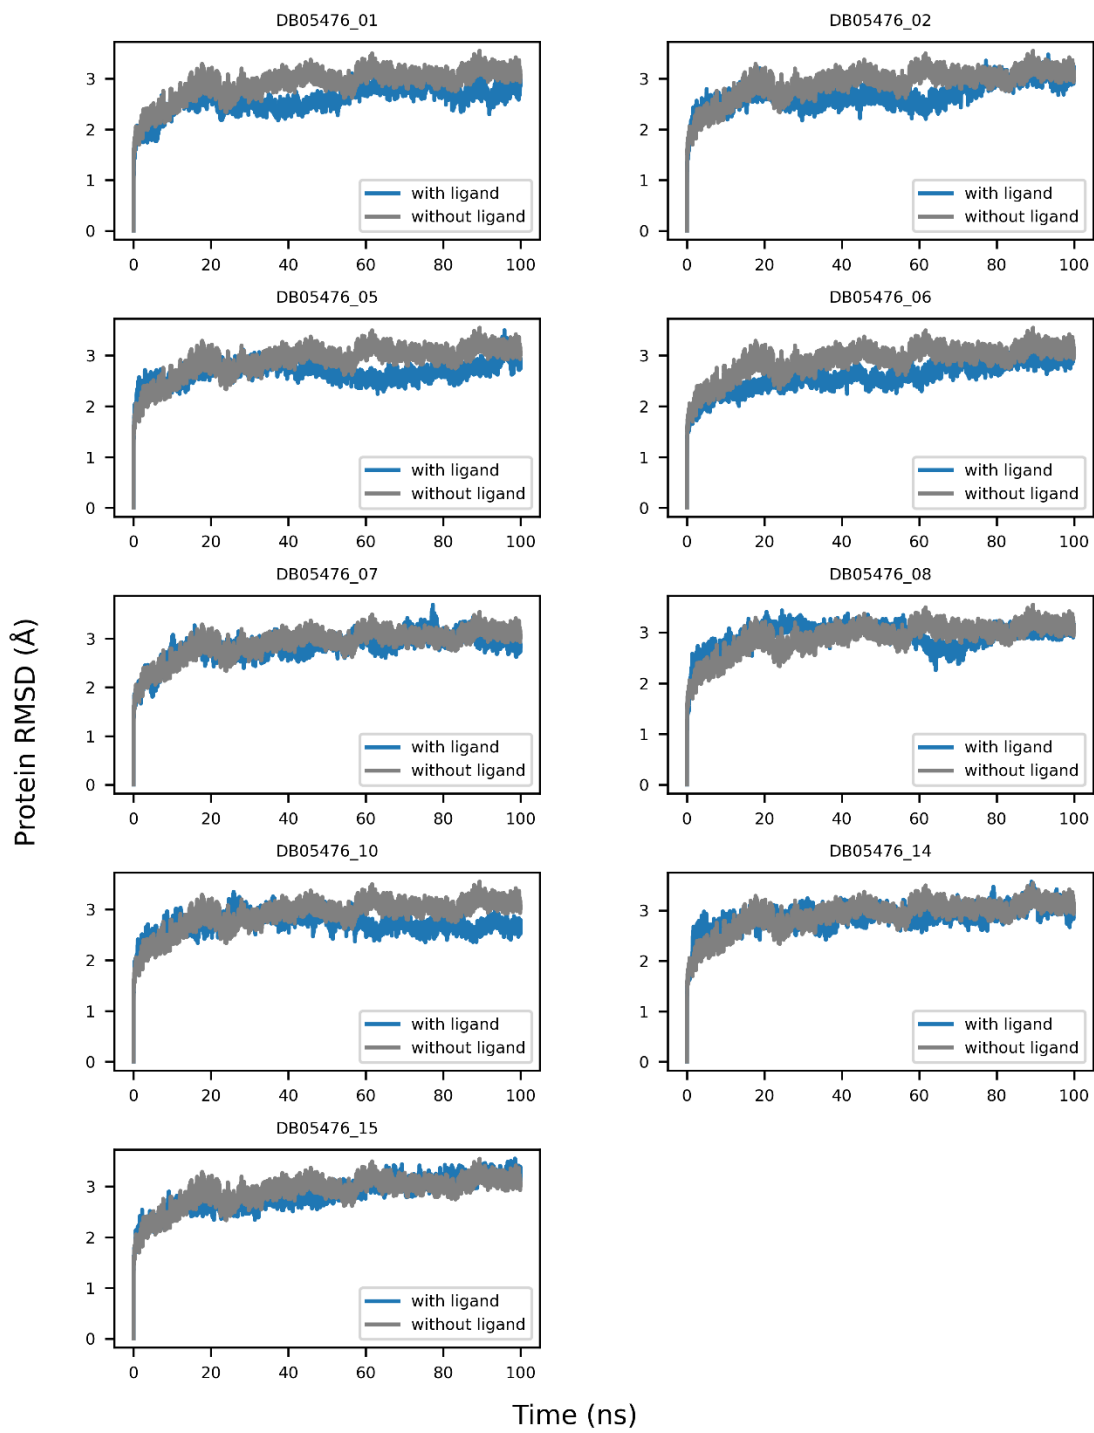 DB05476_01
3
2
1
0
with ligand
without ligand
0 20 40 60 80 100
DB05476_02
3
2
1
0
with ligand
without ligand
0 20 40 60 80 100
DB05476_05
3
2
1
0
with ligand
without ligand
0 20 40 60 80 100
DB05476_06
3
2
1
0
with ligand
without ligand
0 20 40 60 80 100
DB05476_07
3
2
1
0
with ligand
without ligand
0 20 40 60 80 100
DB05476_08
3
2
1
0
with ligand
without ligand
0 20 40 60 80 100
DB05476_10
3
2
1
0
with ligand
without ligand
0 20 40 60 80 100
DB05476_14
3
2
1
0
with ligand
without ligand
0 20 40 60 80 100
DB05476_15
3
2
1
0
with ligand
without ligand
0 20 40 60 80 100
Protein RMSD (Å)
Time (ns)